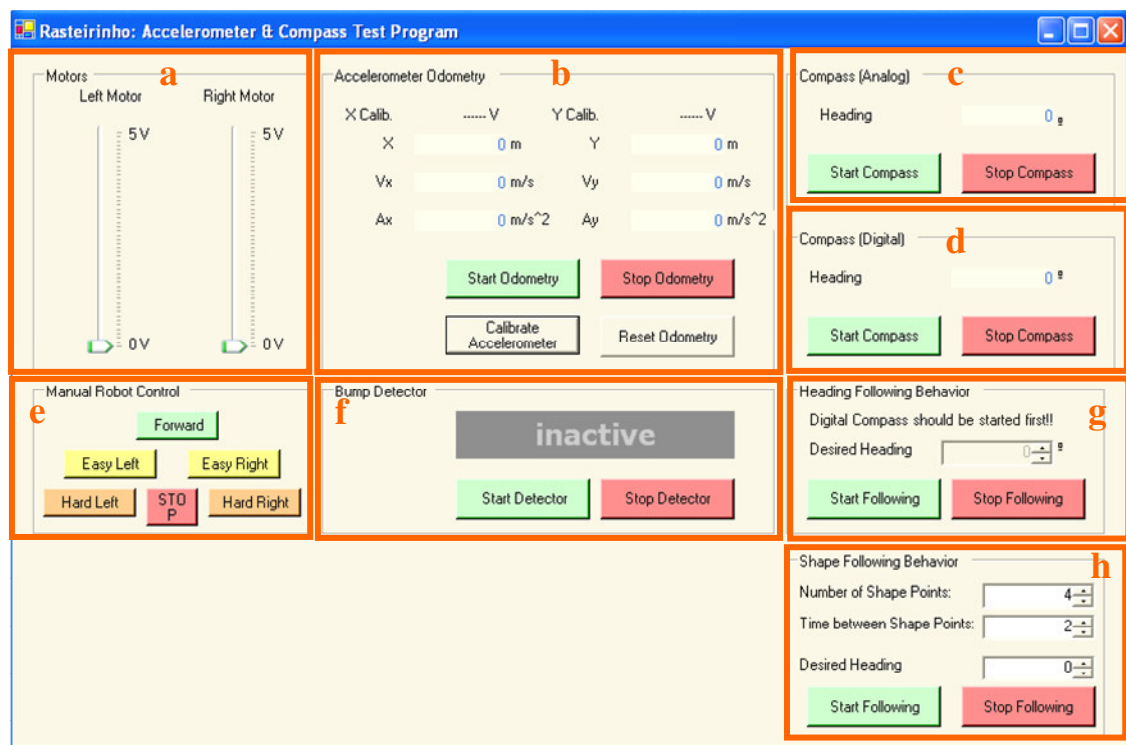 Rasteirinho: Accelerometer & Compass Test Program
a
Motors
Left Motor Right Motor
5V 5V
0V 0V
b
Accelerometer Odometry
X Calib. ------ V Y Calib. ------ V
X 0 m Y 0 m
Vx 0 m/s Vy 0 m/s
Ax 0 m/s^2 Ay 0 m/s^2
Start Odometry Stop Odometry
Calibrate
Accelerometer
Reset Odometry
c
Compass (Analog)
Heading 0 º
Start Compass Stop Compass
d
Compass (Digital)
Heading 0 º
Start Compass Stop Compass
e
Manual Robot Control
Forward
Easy Left Easy Right
Hard Left STO
P
Hard Right
f
Bump Detector
inactive
Start Detector Stop Detector
g
Heading Following Behavior
Digital Compass should be started first!!
Desired Heading 0 º
Start Following Stop Following
h
Shape Following Behavior
Number of Shape Points: 4
Time between Shape Points: 2
Desired Heading 0
Start Following Stop Following